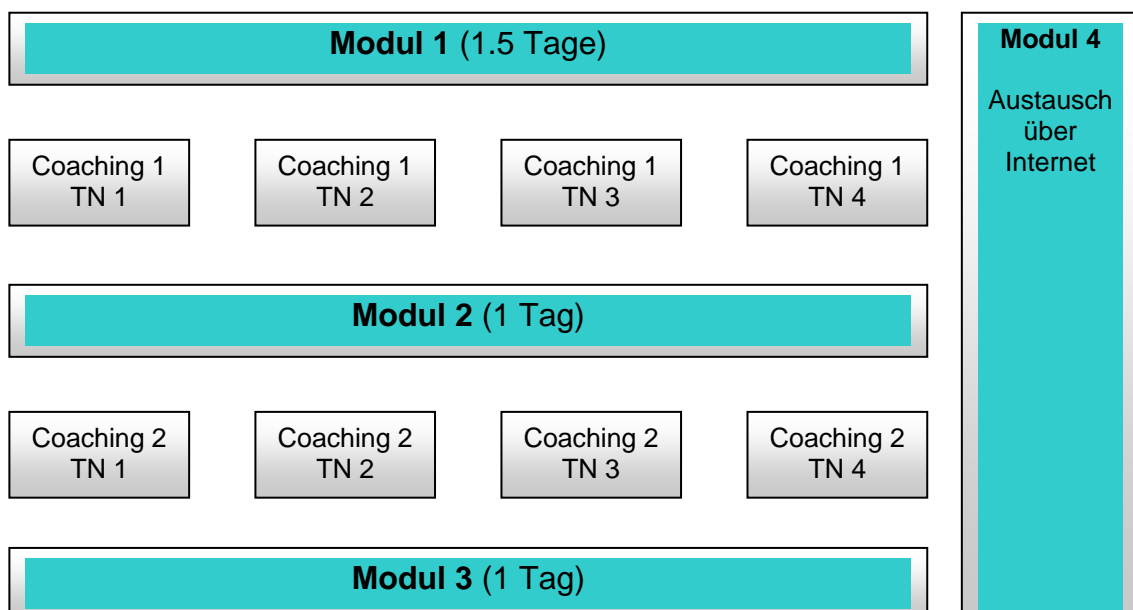 Modul 1 (1.5 Tage)
Coaching 1
TN 1
Coaching 1
TN 2
Coaching 1
TN 3
Coaching 1
TN 4
Modul 2 (1 Tag)
Coaching 2
TN 1
Coaching 2
TN 2
Coaching 2
TN 3
Coaching 2
TN 4
Modul 3 (1 Tag)
Modul 4
Austausch
über
Internet